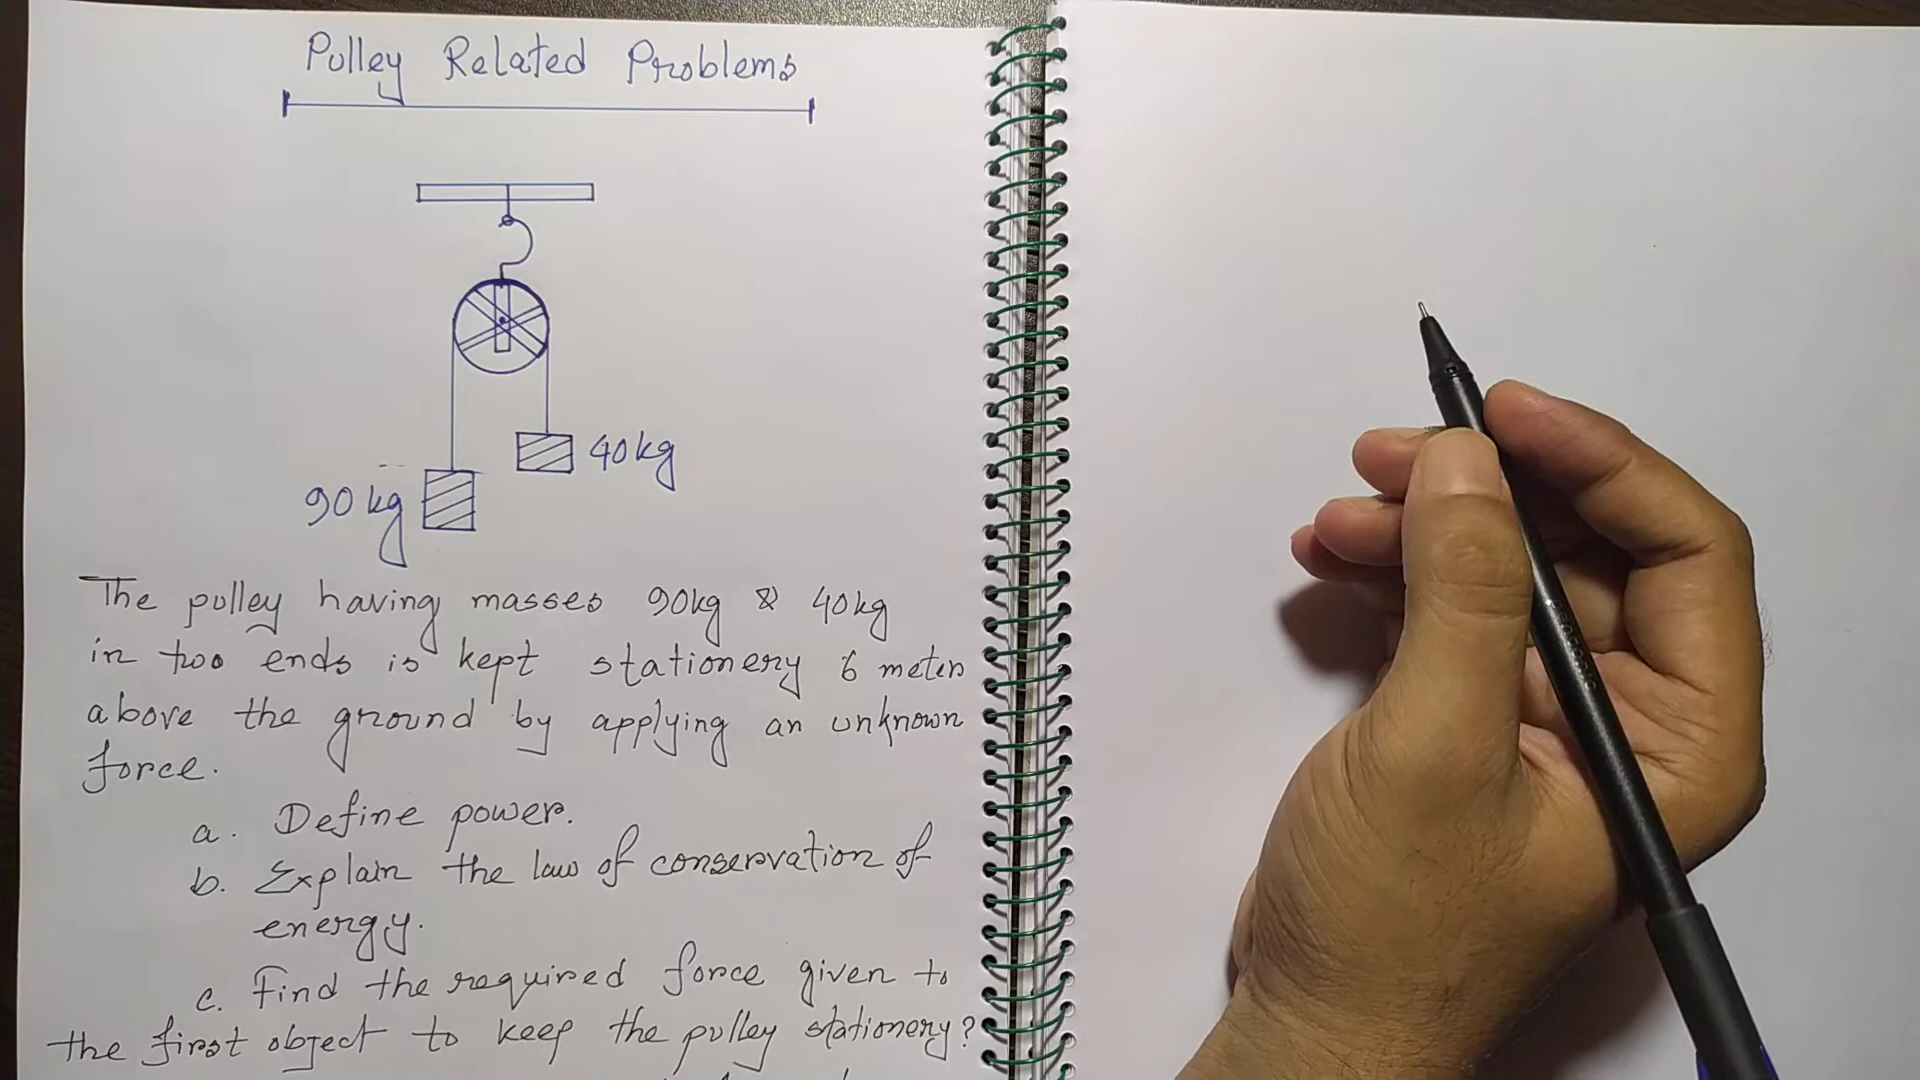 Pulley Related Problems
40kg
90kg
The pulley having masses 90kg & 40kg
in two ends is kept stationery 6 meter
above the ground by applying an unknown
force.
a. Define power.
b. Explain the law of conservation of
energy.
c. Find the required force given to
the first object to keep the pulley stationery?